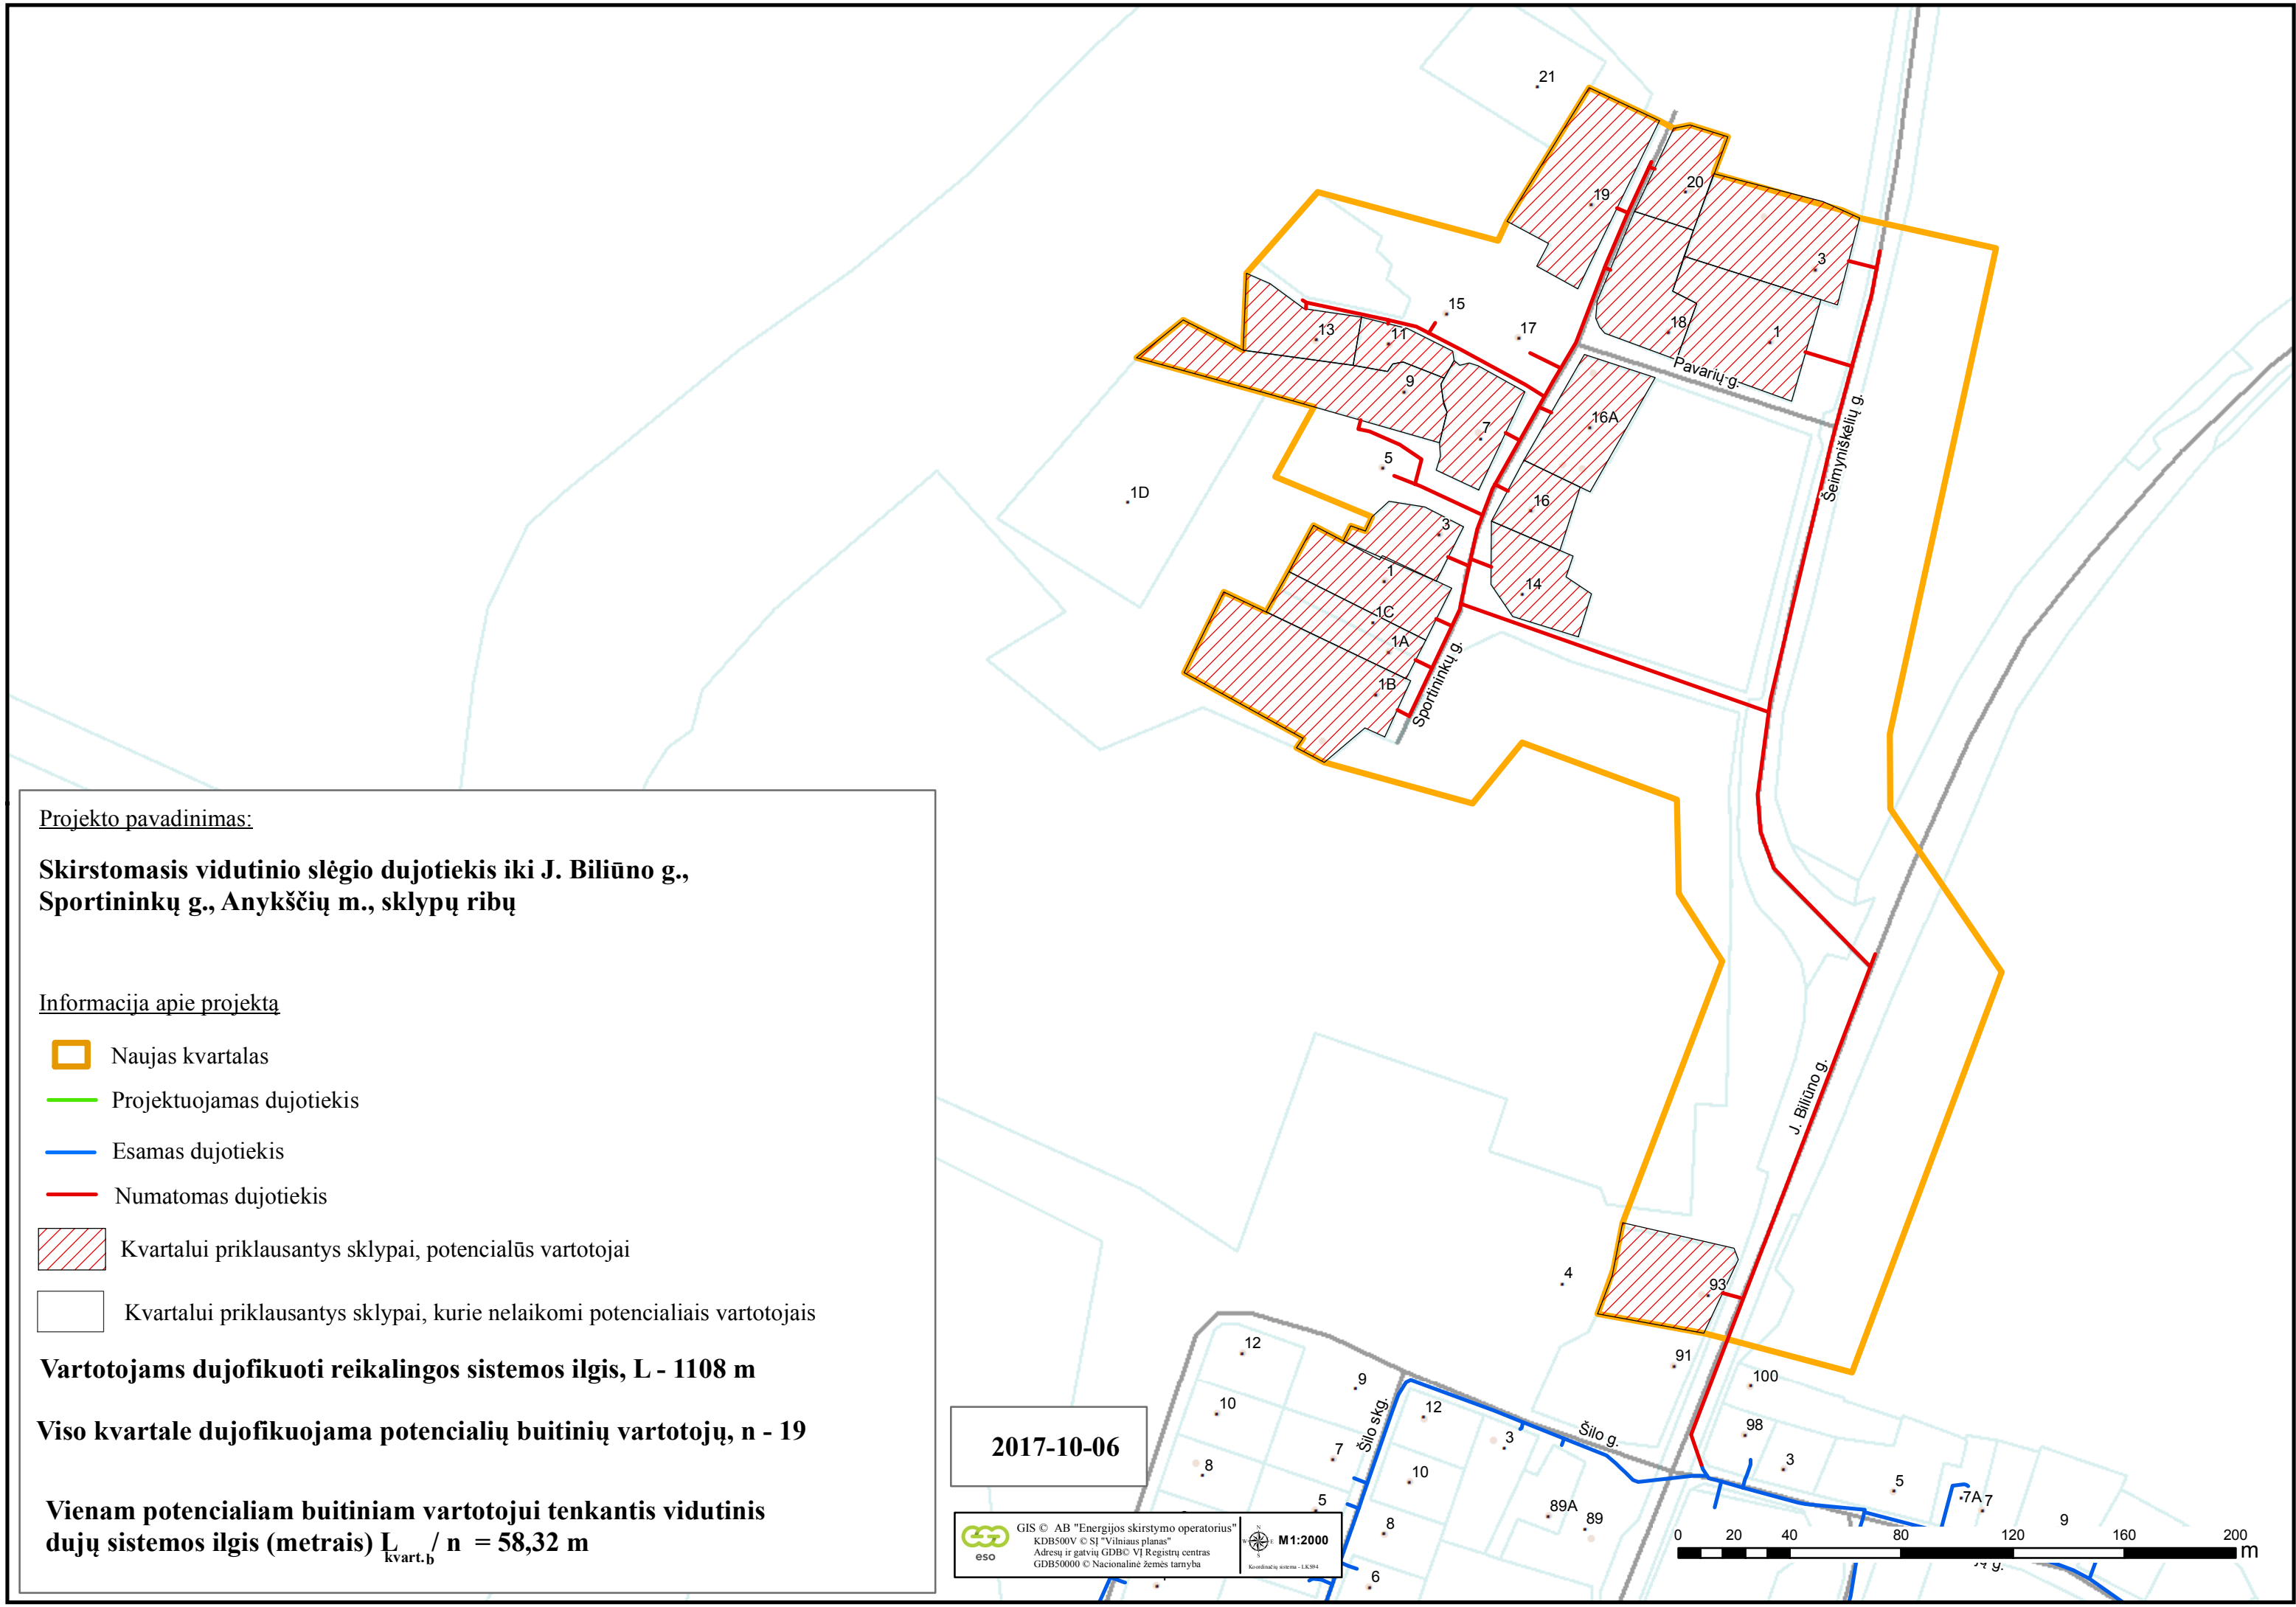 21
19
20
3
15
17
18
1
13
11
9
7
Pavarių g.
16A
Šeimyniškėlių g.
5
1D
16
3
1
14
1C
1A
1B
Sportininkų g.
Projekto pavadinimas:
Skirstomasis vidutinio slėgio dujotiekis iki J. Biliūno g.,
Sportininkų g., Anykščių m., sklypų ribų
Informacija apie projektą
Naujas kvartalas
Projektuojamas dujotiekis
Esamas dujotiekis
Numatomas dujotiekis
Kvartalui priklausantys sklypai, potencialūs vartotojai
Kvartalui priklausantys sklypai, kurie nelaikomi potencialiais vartotojais
Vartotojams dujofikuoti reikalingos sistemos ilgis, L - 1108 m
Viso kvartale dujofikuojama potencialių buitinių vartotojų, n - 19
Vienam potencialiam buitiniam vartotojui tenkantis vidutinis
dujų sistemos ilgis (metrais) L kvart.b / n = 58,32 m
J. Biliūno g.
4
93
91
100
98
3
5
7A
7
9
12
10
8
9
7
5
Šilo skg.
12
10
8
6
3
Šilo g.
89A
89
2017-10-06
eso
GIS © AB "Energijos skirstymo operatorius"
KDB500V © SĮ "Vilniaus planas"
Adresų ir gatvių GDB© VĮ Registrų centras
GDB50000 © Nacionalinė žemės tarnyba
N
W E
S
M1:2000
Koordinačių sistema - LKS94
0 20 40 80 120 160 200
m